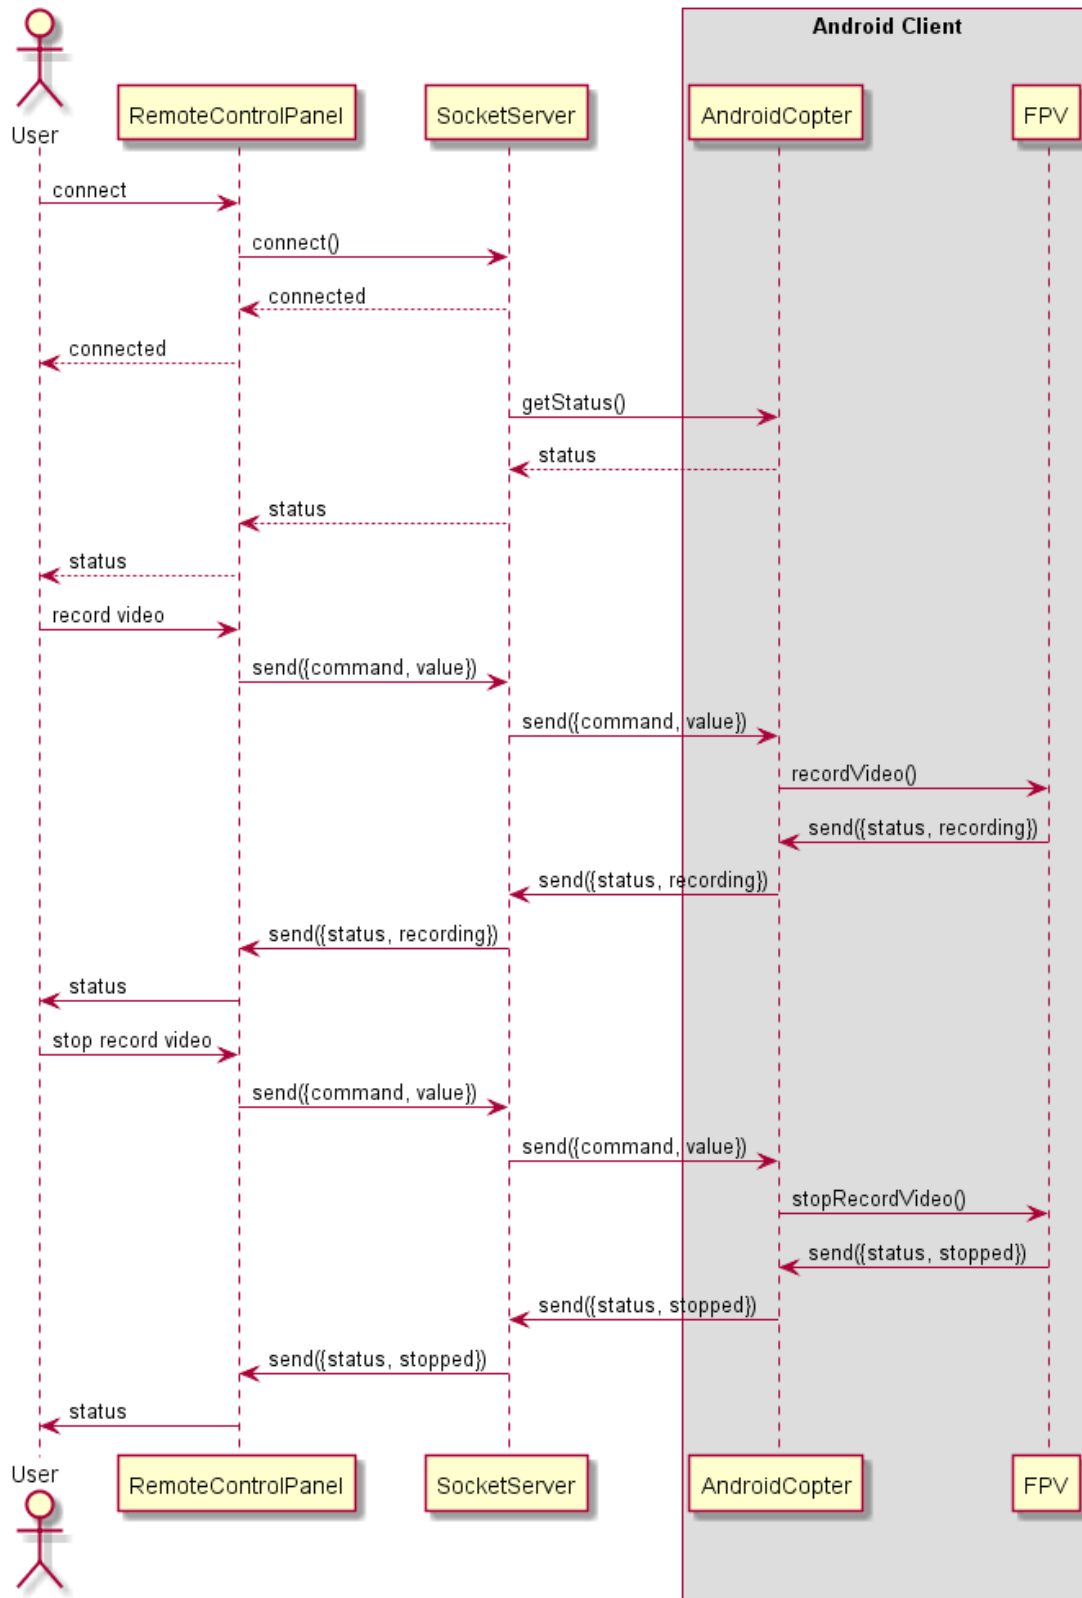 Android Client
User
RemoteControlPanel
SocketServer
AndroidCopter
FPV
connect
connect()
connected
connected
getStatus()
status
status
status
record video
send({command, value})
send({command, value})
recordVideo()
send({status, recording})
send({status, recording})
send({status, recording})
status
stop record video
send({command, value})
send({command, value})
stopRecordVideo()
send({status, stopped})
send({status, stopped})
send({status, stopped})
status
User
RemoteControlPanel
SocketServer
AndroidCopter
FPV